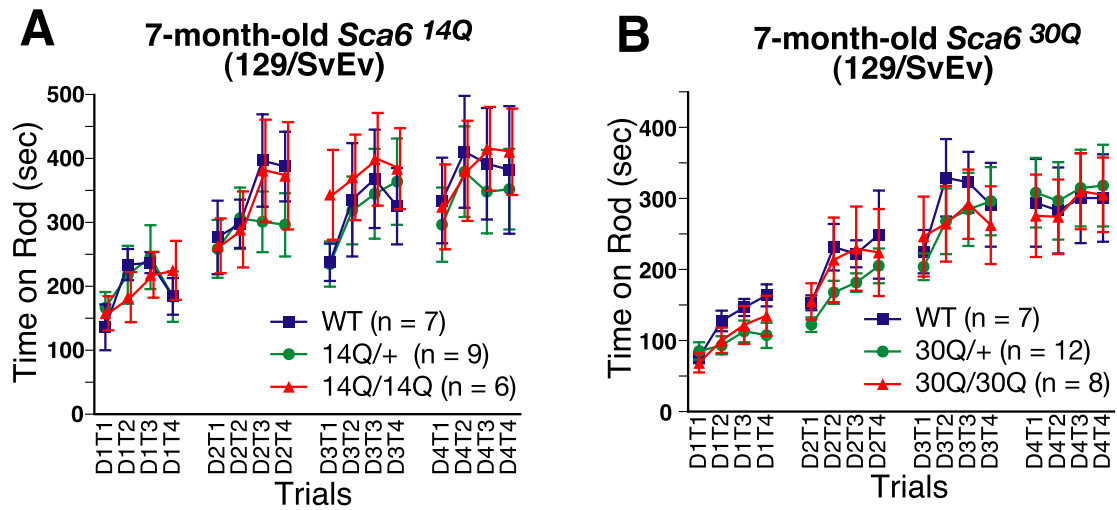 A
7-month-old Sca6 14Q
(129/SvEv)
Time on Rod (sec)
500
400
300
200
100
0
WT (n = 7)
14Q/+ (n = 9)
14Q/14Q (n = 6)
D1T1
D1T2
D1T3
D1T4
D2T1
D2T2
D2T3
D2T4
D3T1
D3T2
D3T3
D3T4
D4T1
D4T2
D4T3
D4T4
Trials
B
7-month-old Sca6 30Q
(129/SvEv)
Time on Rod (sec)
400
300
200
100
0
WT (n = 7)
30Q/+ (n = 12)
30Q/30Q (n = 8)
D1T1
D1T2
D1T3
D1T4
D2T1
D2T2
D2T3
D2T4
D3T1
D3T2
D3T3
D3T4
D4T1
D4T2
D4T3
D4T4
Trials